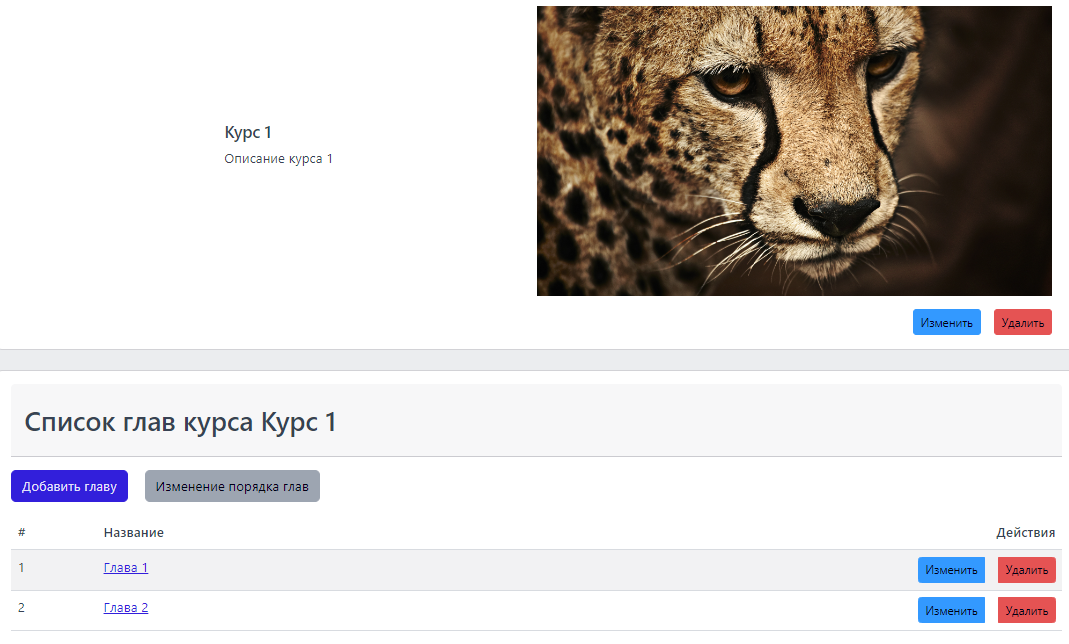 Курс 1
Описание курса 1
Изменить Удалить
Список глав курса Курс 1
Добавить главу Изменение порядка глав
# Название Действия
1 Глава 1 Изменить Удалить
2 Глава 2 Изменить Удалить